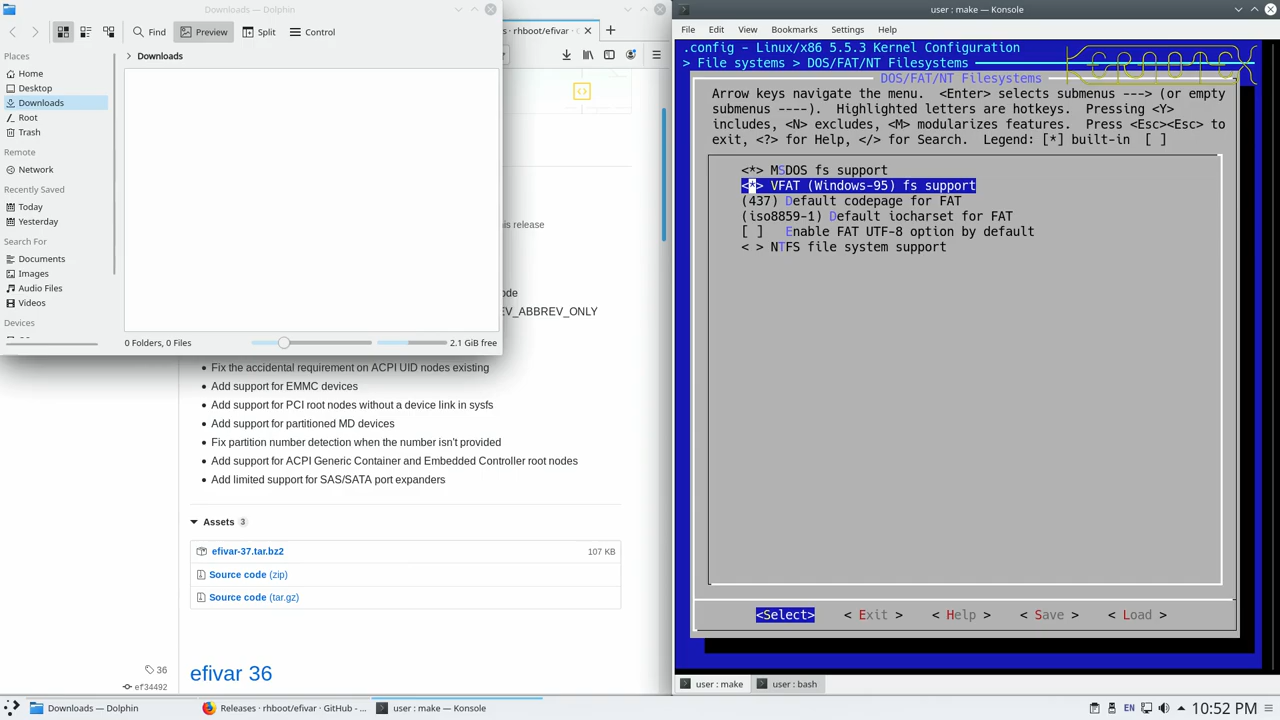 Downloads — Dolphin
Find
Preview
Split
Control
Places
Home
Desktop
Downloads
Root
Trash
Remote
Network
Recently Saved
Today
Yesterday
Search For
Documents
Images
Audio Files
Videos
Devices
Downloads
0 Folders, 0 Files
2.1 GiB free
rhboot/efivar ·
his release
ode
EV_ABBREV_ONLY
Fix the accidental requirement on ACPI UID nodes existing
Add support for EMMC devices
Add support for PCI root nodes without a device link in sysfs
Add support for partitioned MD devices
Fix partition number detection when the number isn't provided
Add support for ACPI Generic Container and Embedded Controller root nodes
Add limited support for SAS/SATA port expanders
Assets 3
efivar-37.tar.bz2 107 KB
Source code (zip)
Source code (tar.gz)
36
ef34492
efivar 36
user : make — Konsole
File Edit View Bookmarks Settings Help
.config - Linux/x86 5.5.3 Kernel Configuration
> File systems > DOS/FAT/NT Filesystems
KERNOTEX
DOS/FAT/NT Filesystems
Arrow keys navigate the menu. <Enter> selects submenus ---> (or empty
submenus ----). Highlighted letters are hotkeys. Pressing <Y>
includes, <N> excludes, <M> modularizes features. Press <Esc><Esc> to
exit, <?> for Help, </> for Search. Legend: [*] built-in [ ]
<*> MSDOS fs support
<*> VFAT (Windows-95) fs support
(437) Default codepage for FAT
(iso8859-1) Default iocharset for FAT
[ ] Enable FAT UTF-8 option by default
< > NTFS file system support
<Select> < Exit > < Help > < Save > < Load >
user : make
user : bash
Downloads — Dolphin
Releases · rhboot/efivar · GitHub - ...
user : make — Konsole
EN
10:52 PM